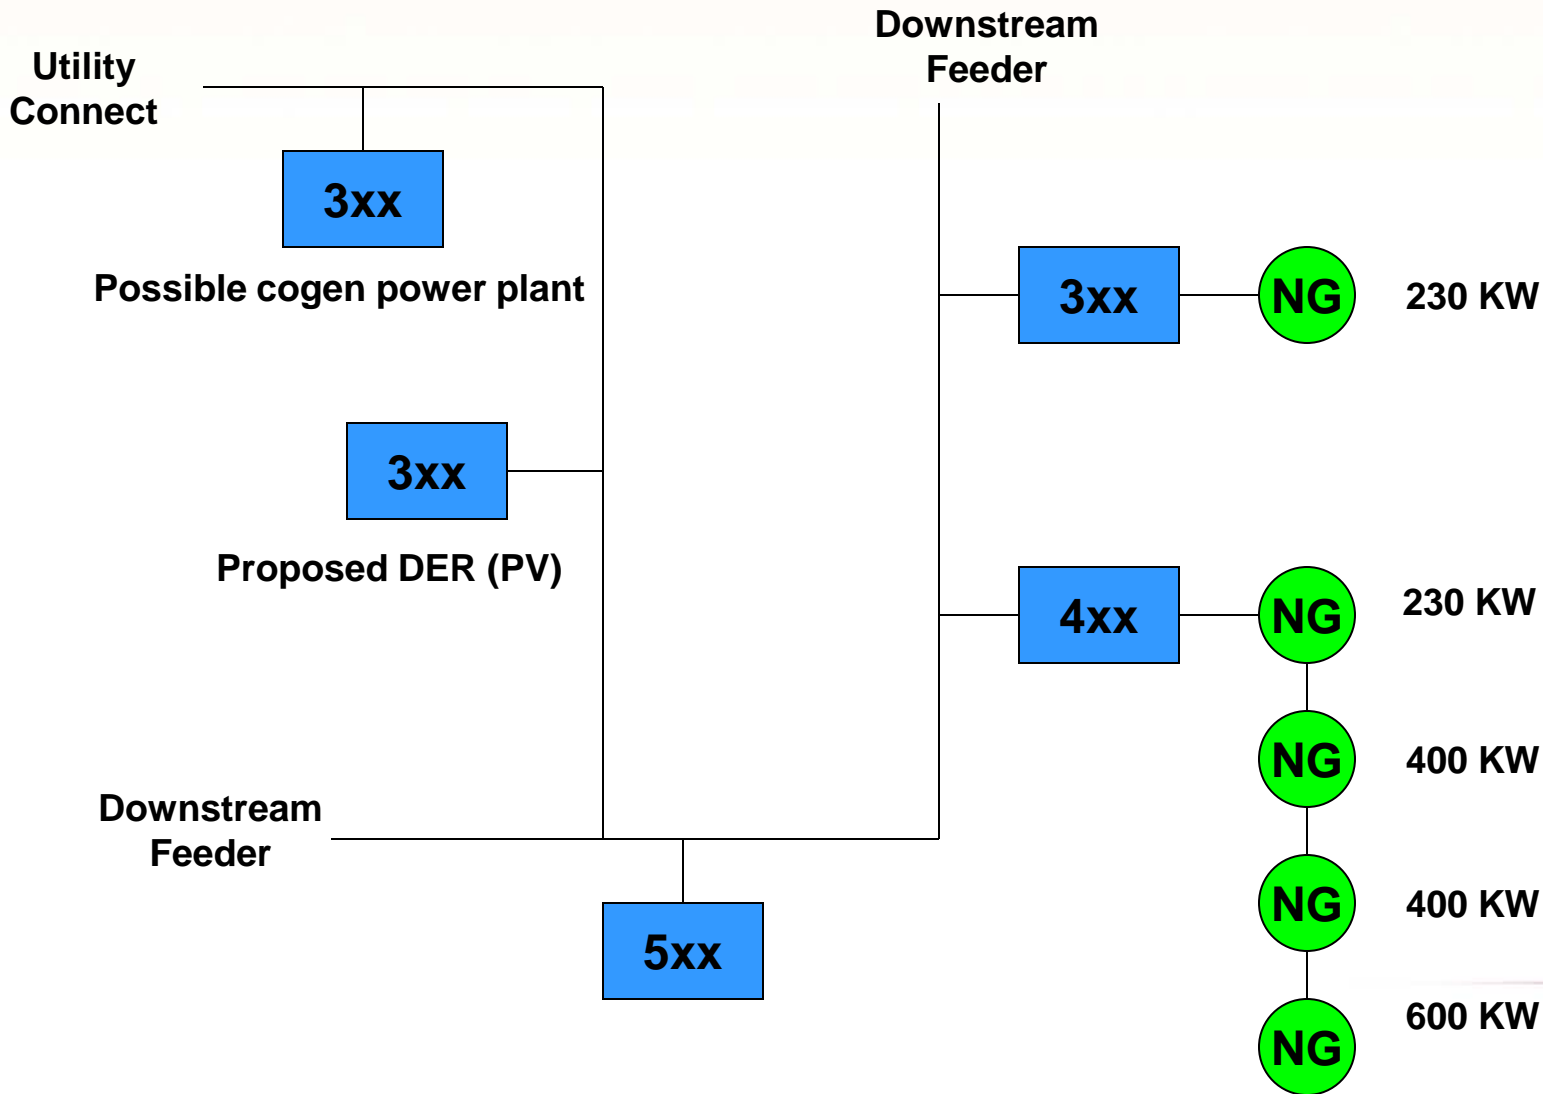 Downstream
Feeder
Utility
Connect
3xx
Possible cogen power plant
3xx
NG
230 KW
3xx
Proposed DER (PV)
4xx
NG
230 KW
NG
400 KW
Downstream
Feeder
NG
400 KW
5xx
NG
600 KW